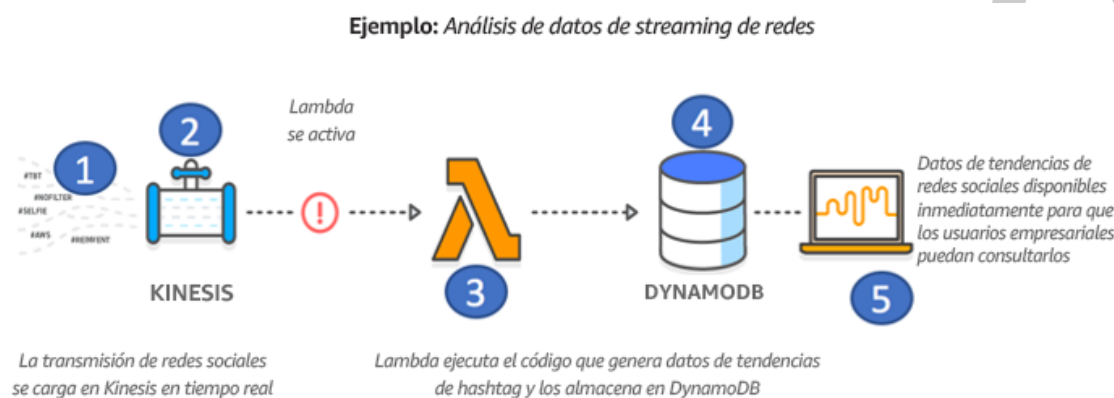 Ejemplo: Análisis de datos de streaming de redes
Lambda
se activa
1
2
3
4
5
#TBT
#NOFILTER
#SELFIE
#AWS
#REINVENT
!
KINESIS
DYNAMODB
Datos de tendencias de
redes sociales disponibles
inmediatamente para que
los usuarios empresariales
puedan consultarlos
La transmisión de redes sociales
se carga en Kinesis en tiempo real
Lambda ejecuta el código que genera datos de tendencias
de hashtag y los almacena en DynamoDB